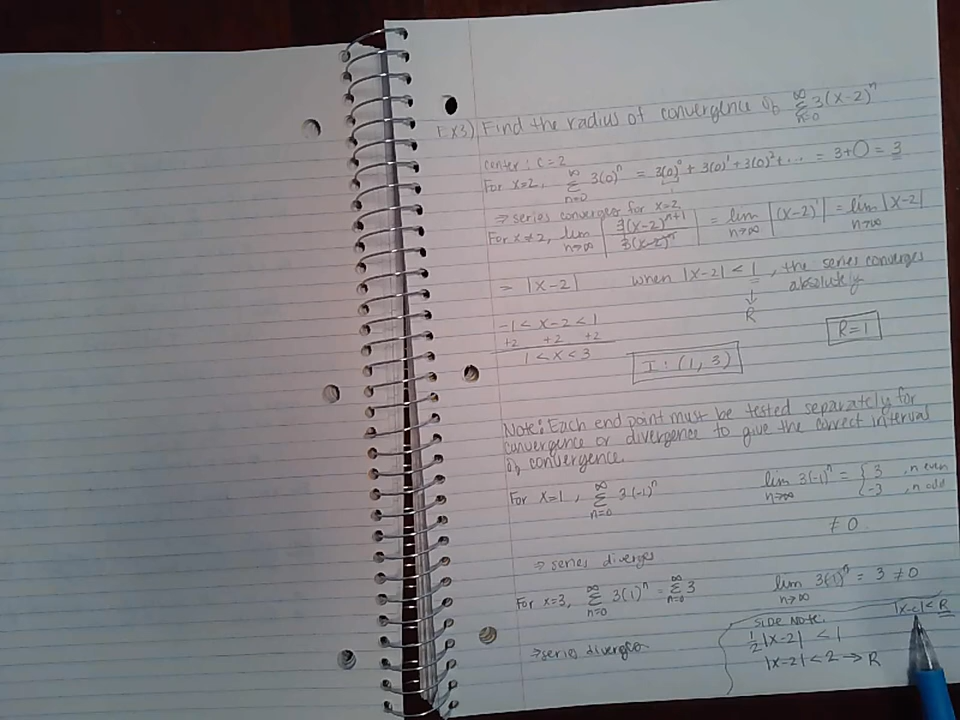 Ex3) Find the radius of convergence of ∞ Σ n=0 3(x-2)^n
center: c=2
For x=2, ∞ Σ n=0 3(0)^n = 3(0)^0 + 3(0)^1 + 3(0)^2 + ... = 3+0 = 3
1
⇒ series converges for x=2
For x≠2, lim n→∞ | 3(x-2)^{n+1} / 3(x-2)^n | = lim n→∞ |(x-2)^1| = lim n→∞ |x-2|
= |x-2| when |x-2| < 1, the series converges
absolutely
↓
R
-1 < x-2 < 1
+2 +2 +2
1 < x < 3
I: (1, 3)
R=1
Note: Each end point must be tested separately for
convergence or divergence to give the correct interval
of convergence.
For x=1, ∞ Σ n=0 3(-1)^n lim n→∞ 3(-1)^n = { 3, n even
-3, n odd
≠ 0
⇒ series diverges
For x=3, ∞ Σ n=0 3(1)^n = ∞ Σ n=0 3 lim n→∞ 3(1)^n = 3 ≠ 0
⇒ series diverges
SIDE NOTE: |x-c| < R
1/2 |x-2| < 1
|x-2| < 2 → R